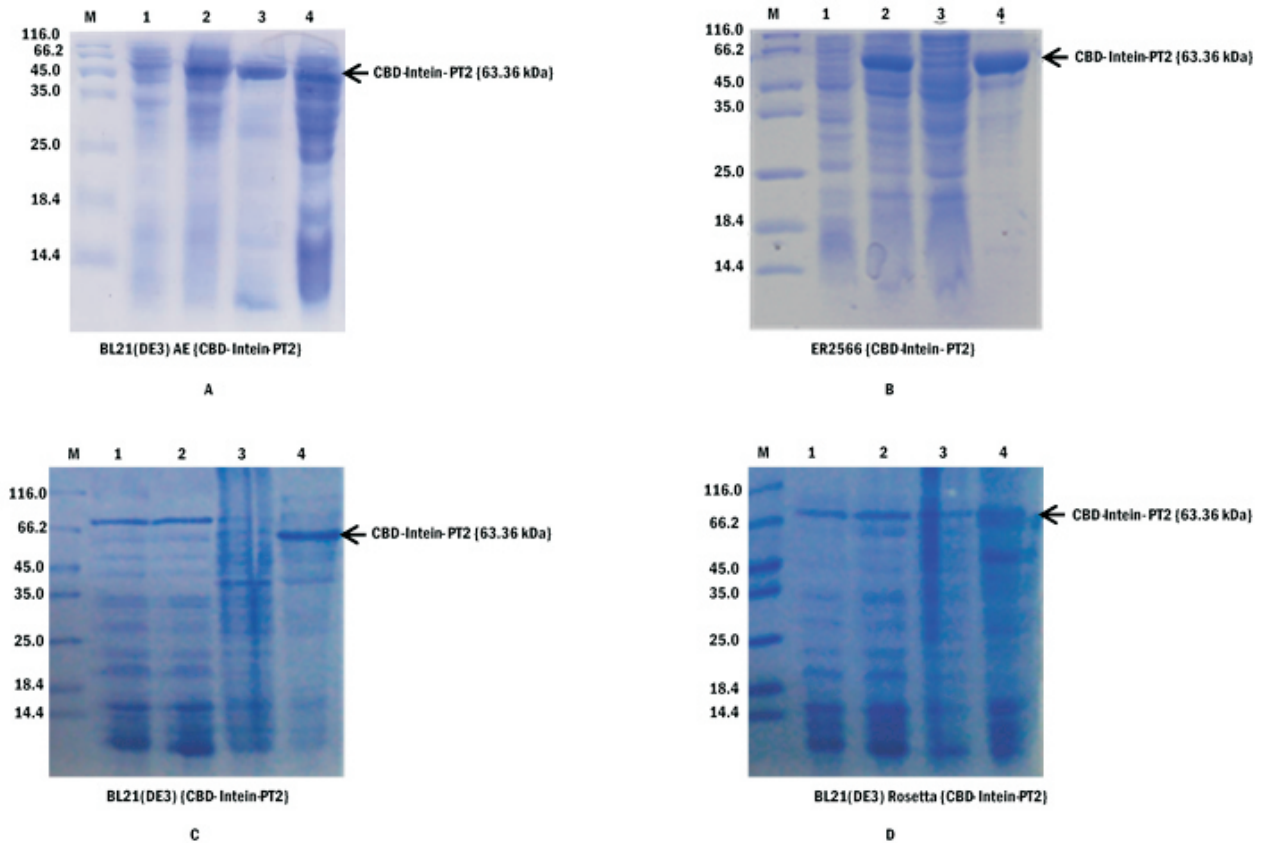 M 1 2 3 4
116.0
66.2
45.0
35.0
25.0
18.4
14.4
CBD-Intein-PT2 {63.36 kDa}
BL21(DE3) AE {CBD-Intein-PT2}
A
M 1 2 3 4
116.0
66.2
45.0
35.0
25.0
18.4
14.4
CBD-Intein-PT2 {63.36 kDa}
ER2566 {CBD-Intein-PT2}
B
M 1 2 3 4
116.0
66.2
45.0
35.0
25.0
18.4
14.4
CBD-Intein-PT2 {63.36 kDa}
BL21(DE3) {CBD-Intein-PT2}
C
M 1 2 3 4
116.0
66.2
45.0
35.0
25.0
18.4
14.4
CBD-Intein-PT2 {63.36 kDa}
BL21(DE3) Rosetta {CBD-Intein-PT2}
D